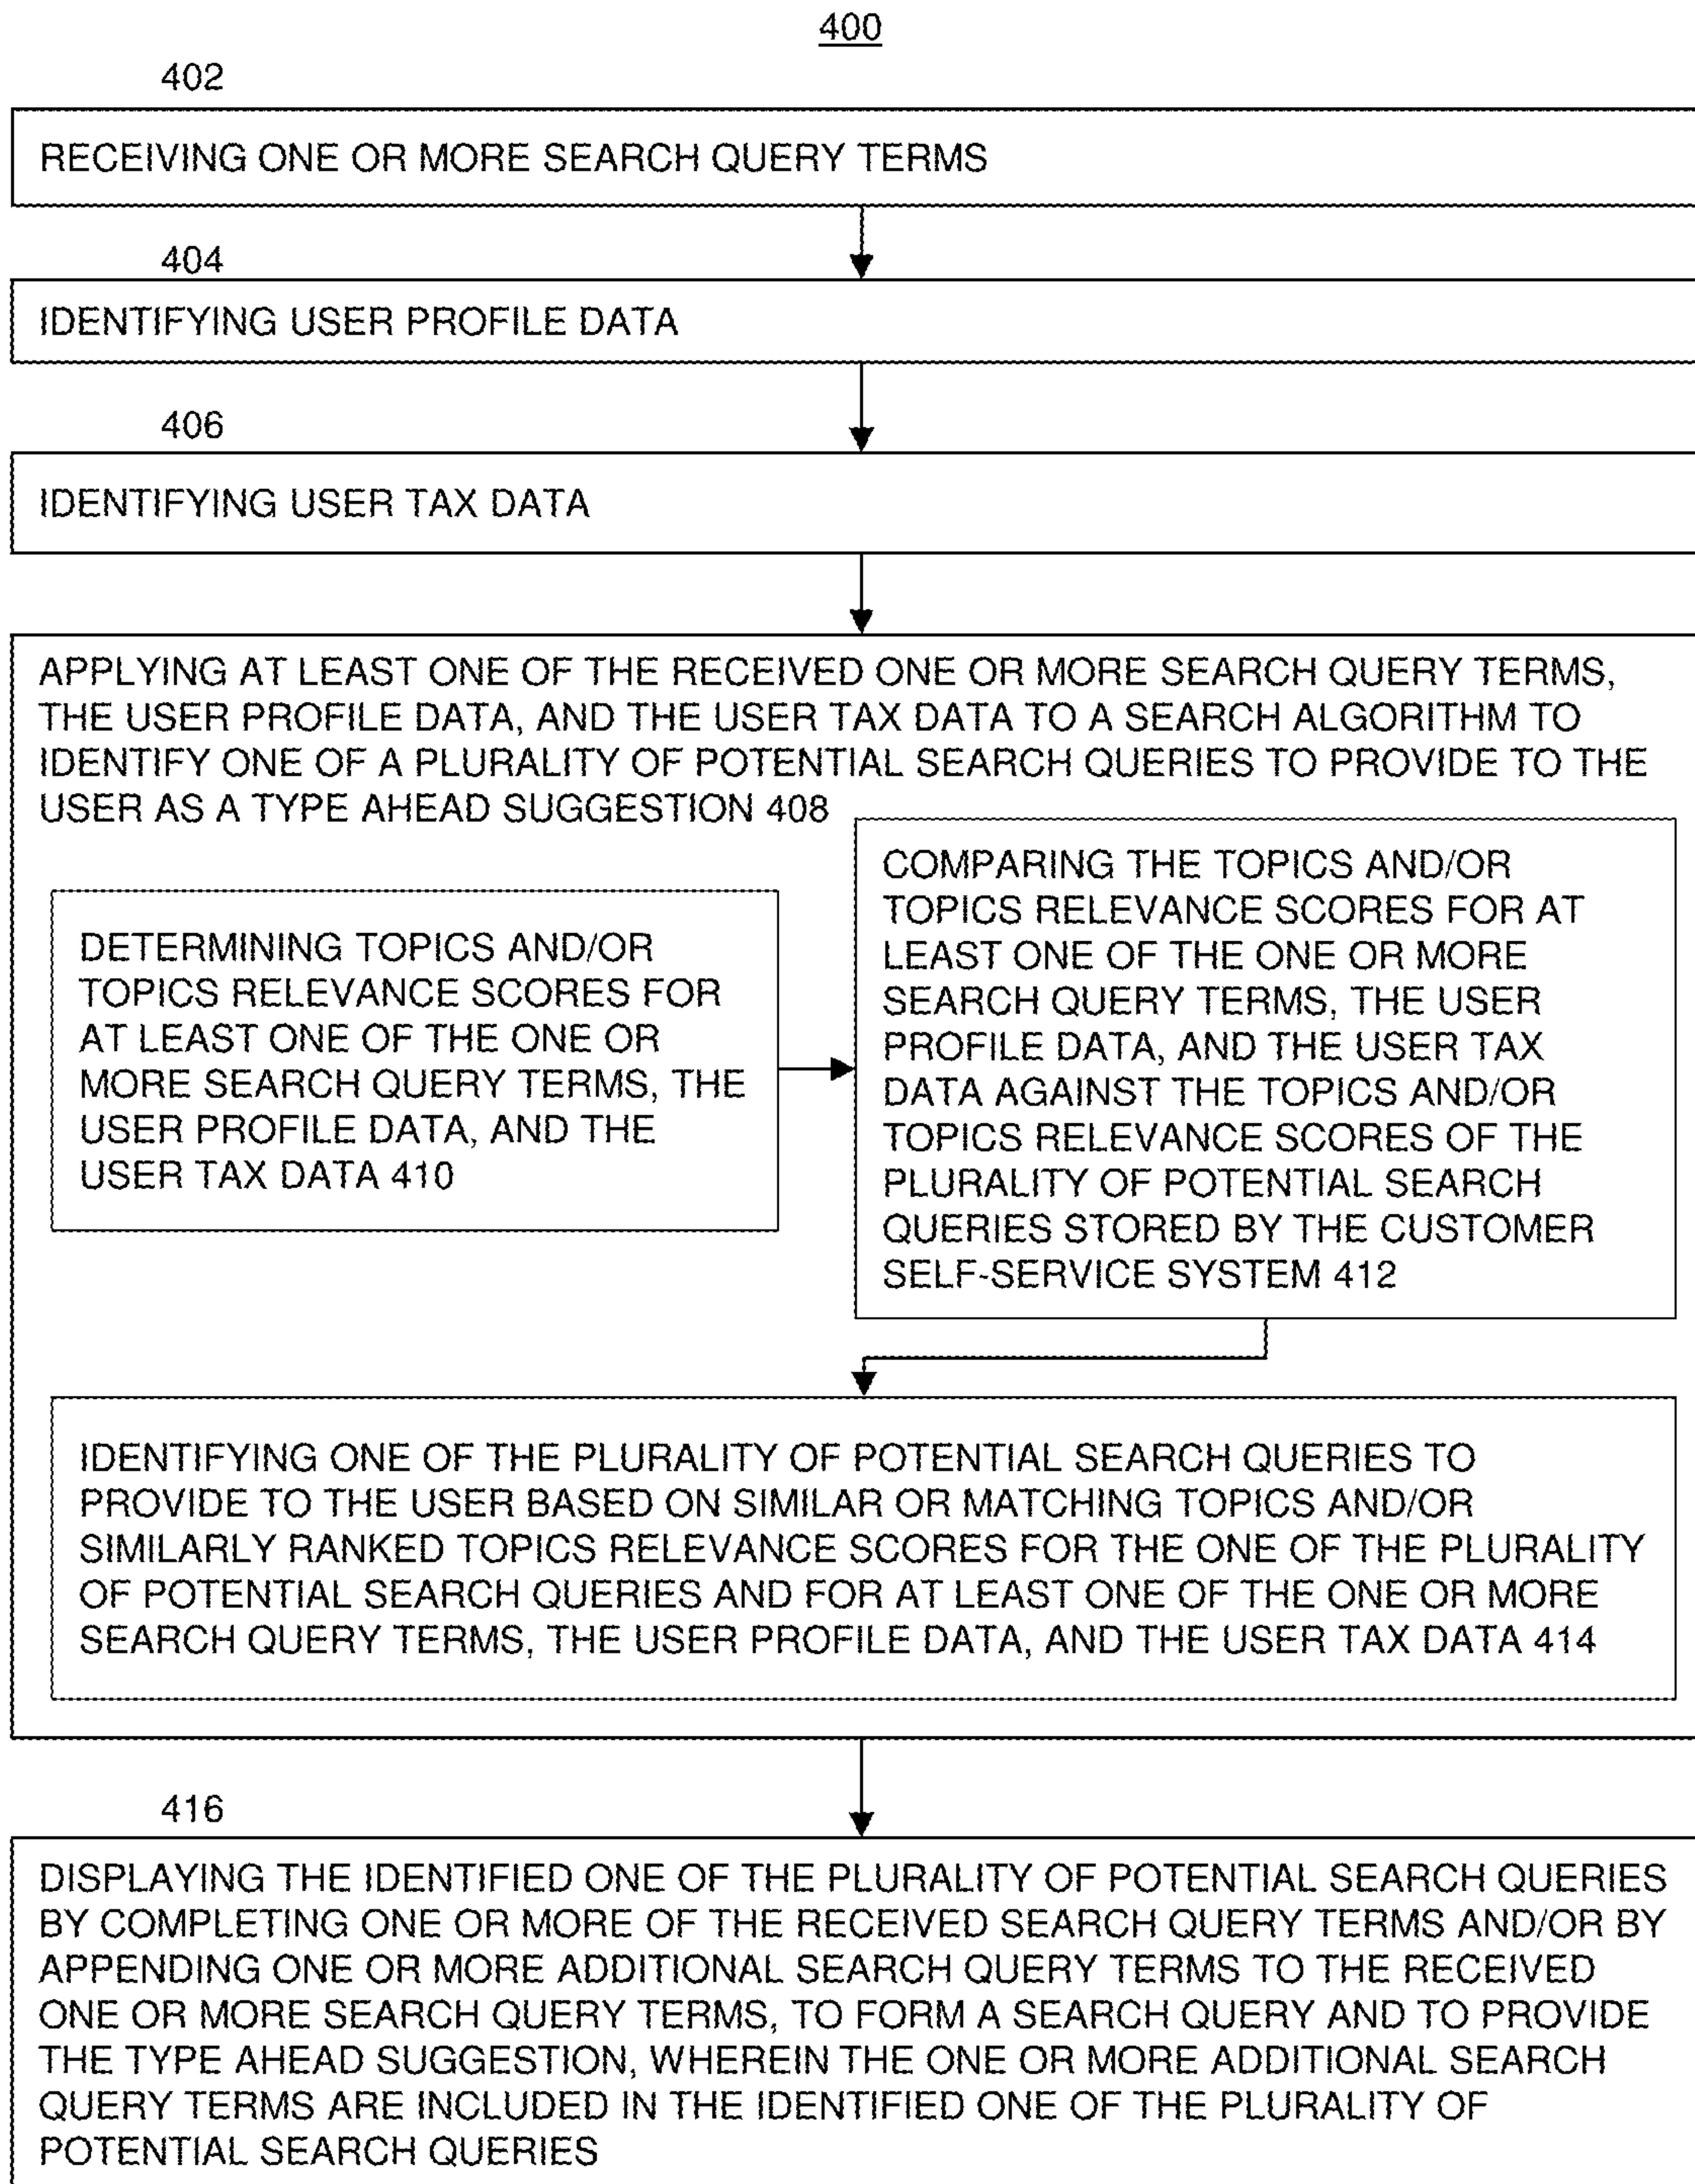 400
402
RECEIVING ONE OR MORE SEARCH QUERY TERMS
404
IDENTIFYING USER PROFILE DATA
406
IDENTIFYING USER TAX DATA
APPLYING AT LEAST ONE OF THE RECEIVED ONE OR MORE SEARCH QUERY TERMS,
THE USER PROFILE DATA, AND THE USER TAX DATA TO A SEARCH ALGORITHM TO
IDENTIFY ONE OF A PLURALITY OF POTENTIAL SEARCH QUERIES TO PROVIDE TO THE
USER AS A TYPE AHEAD SUGGESTION 408
DETERMINING TOPICS AND/OR
TOPICS RELEVANCE SCORES FOR
AT LEAST ONE OF THE ONE OR
MORE SEARCH QUERY TERMS, THE
USER PROFILE DATA, AND THE
USER TAX DATA 410
COMPARING THE TOPICS AND/OR
TOPICS RELEVANCE SCORES FOR AT
LEAST ONE OF THE ONE OR MORE
SEARCH QUERY TERMS, THE USER
PROFILE DATA, AND THE USER TAX
DATA AGAINST THE TOPICS AND/OR
TOPICS RELEVANCE SCORES OF THE
PLURALITY OF POTENTIAL SEARCH
QUERIES STORED BY THE CUSTOMER
SELF-SERVICE SYSTEM 412
IDENTIFYING ONE OF THE PLURALITY OF POTENTIAL SEARCH QUERIES TO
PROVIDE TO THE USER BASED ON SIMILAR OR MATCHING TOPICS AND/OR
SIMILARLY RANKED TOPICS RELEVANCE SCORES FOR THE ONE OF THE PLURALITY
OF POTENTIAL SEARCH QUERIES AND FOR AT LEAST ONE OF THE ONE OR MORE
SEARCH QUERY TERMS, THE USER PROFILE DATA, AND THE USER TAX DATA 414
416
DISPLAYING THE IDENTIFIED ONE OF THE PLURALITY OF POTENTIAL SEARCH QUERIES
BY COMPLETING ONE OR MORE OF THE RECEIVED SEARCH QUERY TERMS AND/OR BY
APPENDING ONE OR MORE ADDITIONAL SEARCH QUERY TERMS TO THE RECEIVED
ONE OR MORE SEARCH QUERY TERMS, TO FORM A SEARCH QUERY AND TO PROVIDE
THE TYPE AHEAD SUGGESTION, WHEREIN THE ONE OR MORE ADDITIONAL SEARCH
QUERY TERMS ARE INCLUDED IN THE IDENTIFIED ONE OF THE PLURALITY OF
POTENTIAL SEARCH QUERIES